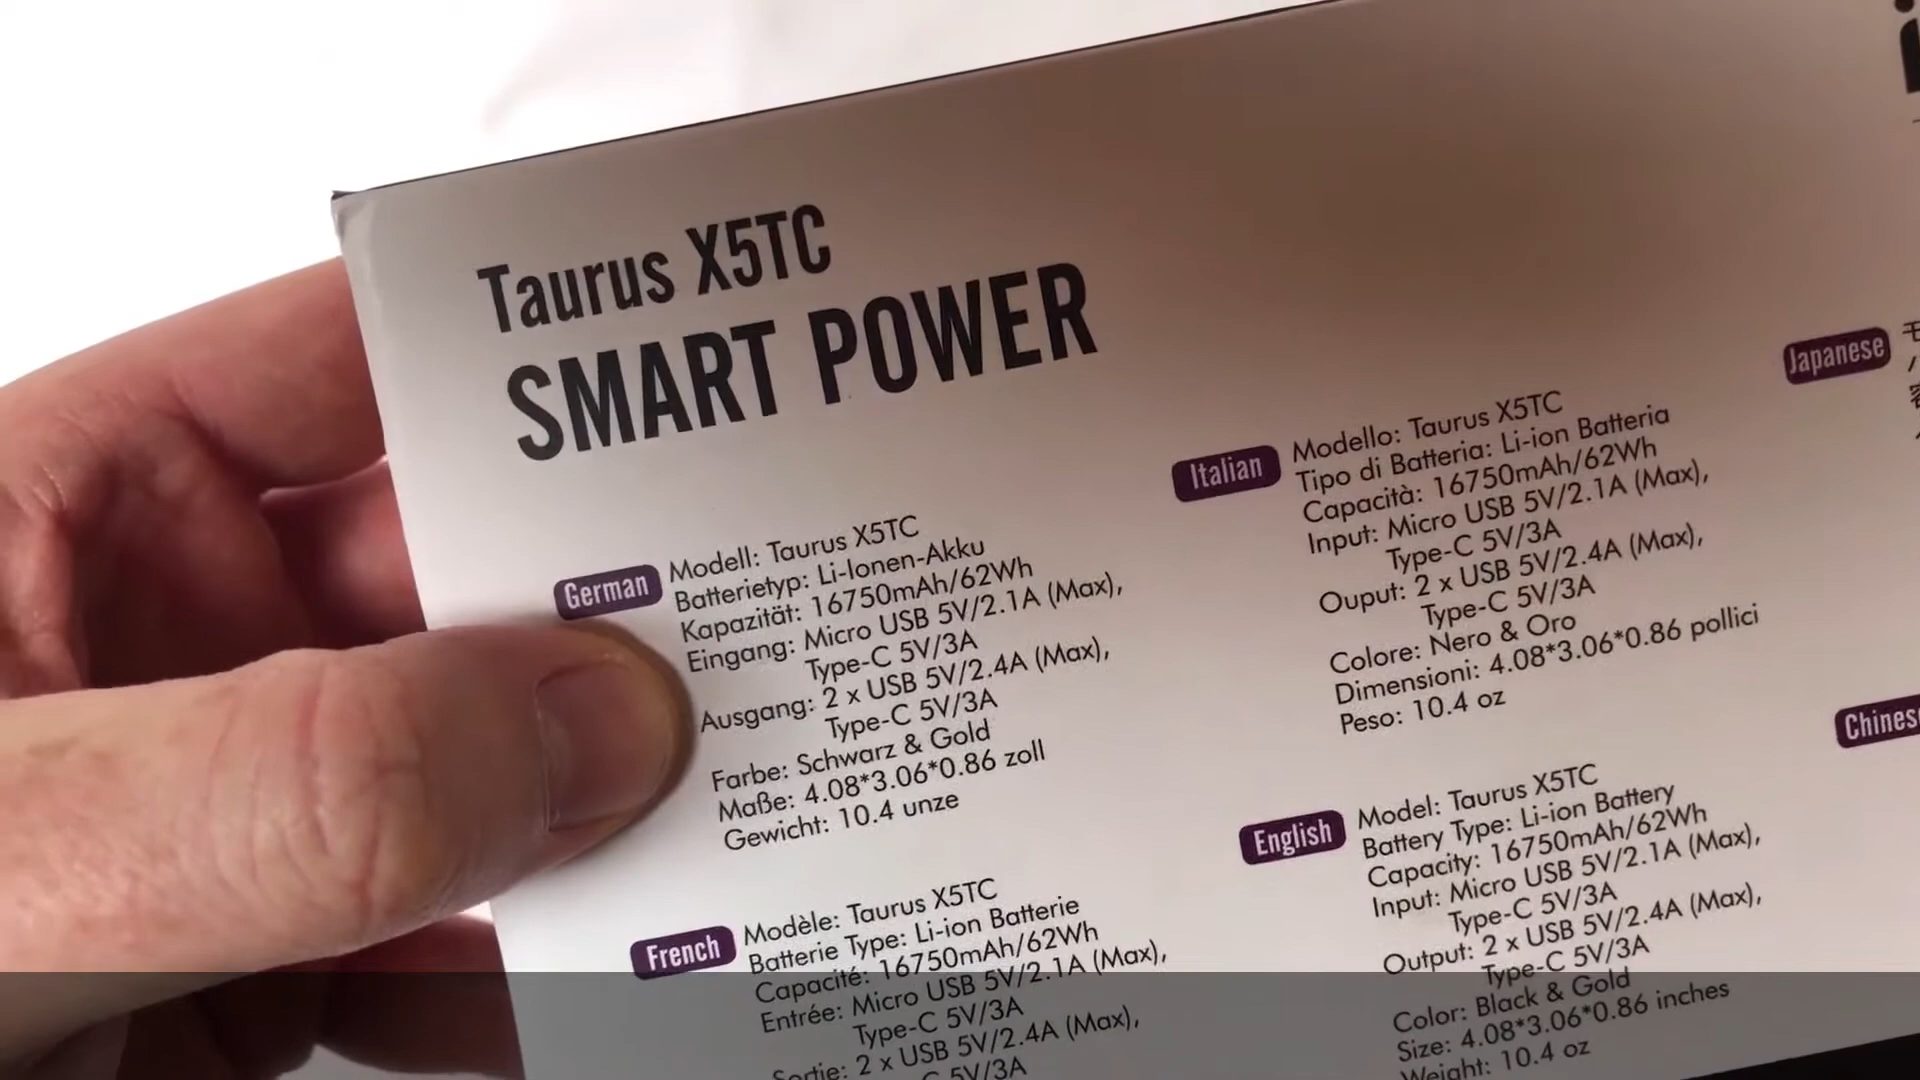 Taurus X5TC
SMART POWER
German
Modell: Taurus X5TC
Batterietyp: Li-Ionen-Akku
Kapazität: 16750mAh/62Wh
Eingang: Micro USB 5V/2.1A (Max),
Type-C 5V/3A
Ausgang: 2 x USB 5V/2.4A (Max),
Type-C 5V/3A
Farbe: Schwarz & Gold
Maße: 4.08*3.06*0.86 zoll
Gewicht: 10.4 unze
French
Modèle: Taurus X5TC
Batterie Type: Li-ion Batterie
Capacité: 16750mAh/62Wh
Entrée: Micro USB 5V/2.1A (Max),
Type-C 5V/3A
Sortie: 2 x USB 5V/2.4A (Max),
C 5V/3A
Italian
Modello: Taurus X5TC
Tipo di Batteria: Li-ion Batteria
Capacità: 16750mAh/62Wh
Input: Micro USB 5V/2.1A (Max),
Type-C 5V/3A
Ouput: 2 x USB 5V/2.4A (Max),
Type-C 5V/3A
Colore: Nero & Oro
Dimensioni: 4.08*3.06*0.86 pollici
Peso: 10.4 oz
English
Model: Taurus X5TC
Battery Type: Li-ion Battery
Capacity: 16750mAh/62Wh
Input: Micro USB 5V/2.1A (Max),
Type-C 5V/3A
Output: 2 x USB 5V/2.4A (Max),
Type-C 5V/3A
Color: Black & Gold
Size: 4.08*3.06*0.86 inches
Weight: 10.4 oz
Japanese
Chines